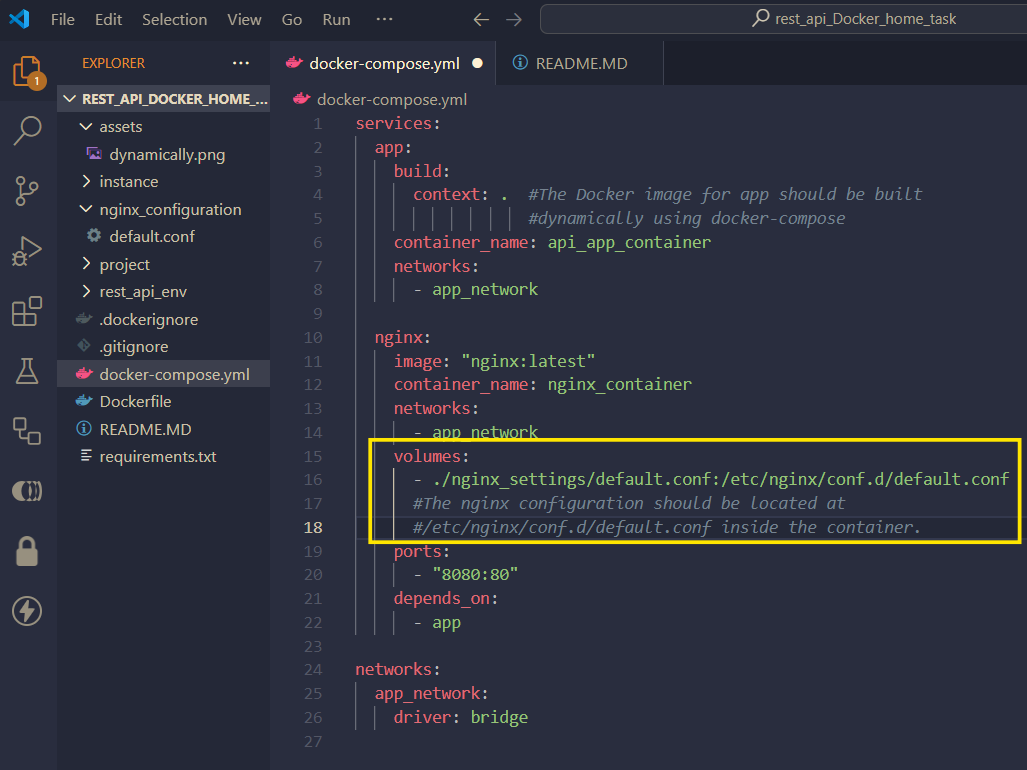 File Edit Selection View Go Run ...
rest_api_Docker_home_task
EXPLORER ...
1
REST_API_DOCKER_HOME_...
assets
dynamically.png
instance
nginx_configuration
default.conf
project
rest_api_env
.dockerignore
.gitignore
docker-compose.yml
Dockerfile
README.MD
requirements.txt
docker-compose.yml README.MD
docker-compose.yml
1 services:
2 app:
3 build:
4 context: . #The Docker image for app should be built
5 #dynamically using docker-compose
6 container_name: api_app_container
7 networks:
8 - app_network
9
10 nginx:
11 image: "nginx:latest"
12 container_name: nginx_container
13 networks:
14 - app_network
15 volumes:
16 - ./nginx_settings/default.conf:/etc/nginx/conf.d/default.conf
17 #The nginx configuration should be located at
18 #/etc/nginx/conf.d/default.conf inside the container.
19 ports:
20 - "8080:80"
21 depends_on:
22 - app
23
24 networks:
25 app_network:
26 driver: bridge
27